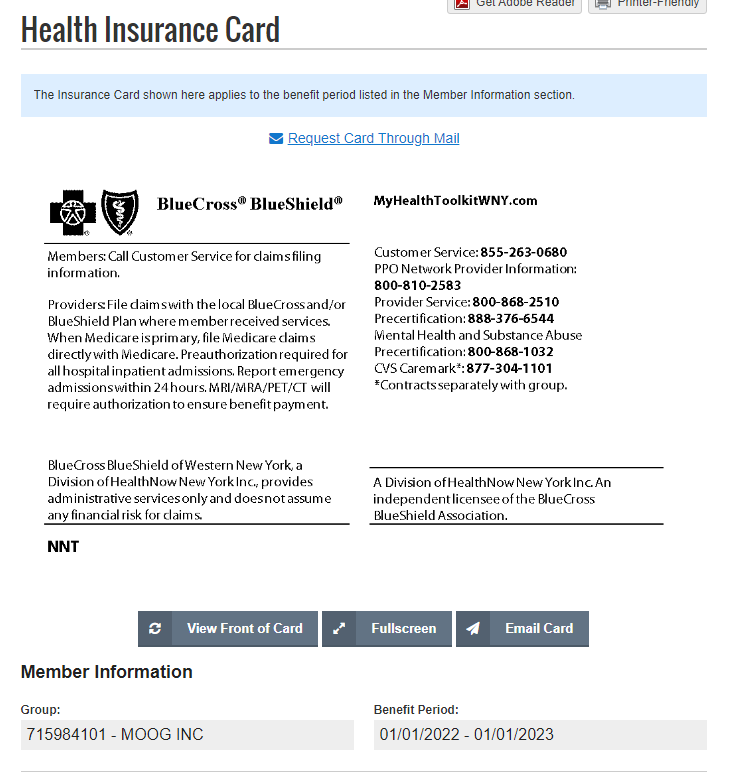 Get Adobe Reader
Printer-Friendly
Health Insurance Card
The Insurance Card shown here applies to the benefit period listed in the Member Information section.
Request Card Through Mail
BlueCross® BlueShield®
Members: Call Customer Service for claims filing
information.
Providers: File claims with the local BlueCross and/or
BlueShield Plan where member received services.
When Medicare is primary, file Medicare claims
directly with Medicare. Preauthorization required for
all hospital inpatient admissions. Report emergency
admissions within 24 hours. MRI/MRA/PET/CT will
require authorization to ensure benefit payment.
BlueCross BlueShield of Western New York, a
Division of HealthNow New York Inc., provides
administrative services only and does not assume
any financial risk for claims.
NNT
MyHealthToolkitWNY.com
Customer Service: 855-263-0680
PPO Network Provider Information:
800-810-2583
Provider Service: 800-868-2510
Precertification: 888-376-6544
Mental Health and Substance Abuse
Precertification: 800-868-1032
CVS Caremark*: 877-304-1101
*Contracts separately with group.
A Division of HealthNow New York Inc. An
independent licensee of the BlueCross
BlueShield Association.
View Front of Card
Fullscreen
Email Card
Member Information
Group:
715984101 - MOOG INC
Benefit Period:
01/01/2022 - 01/01/2023